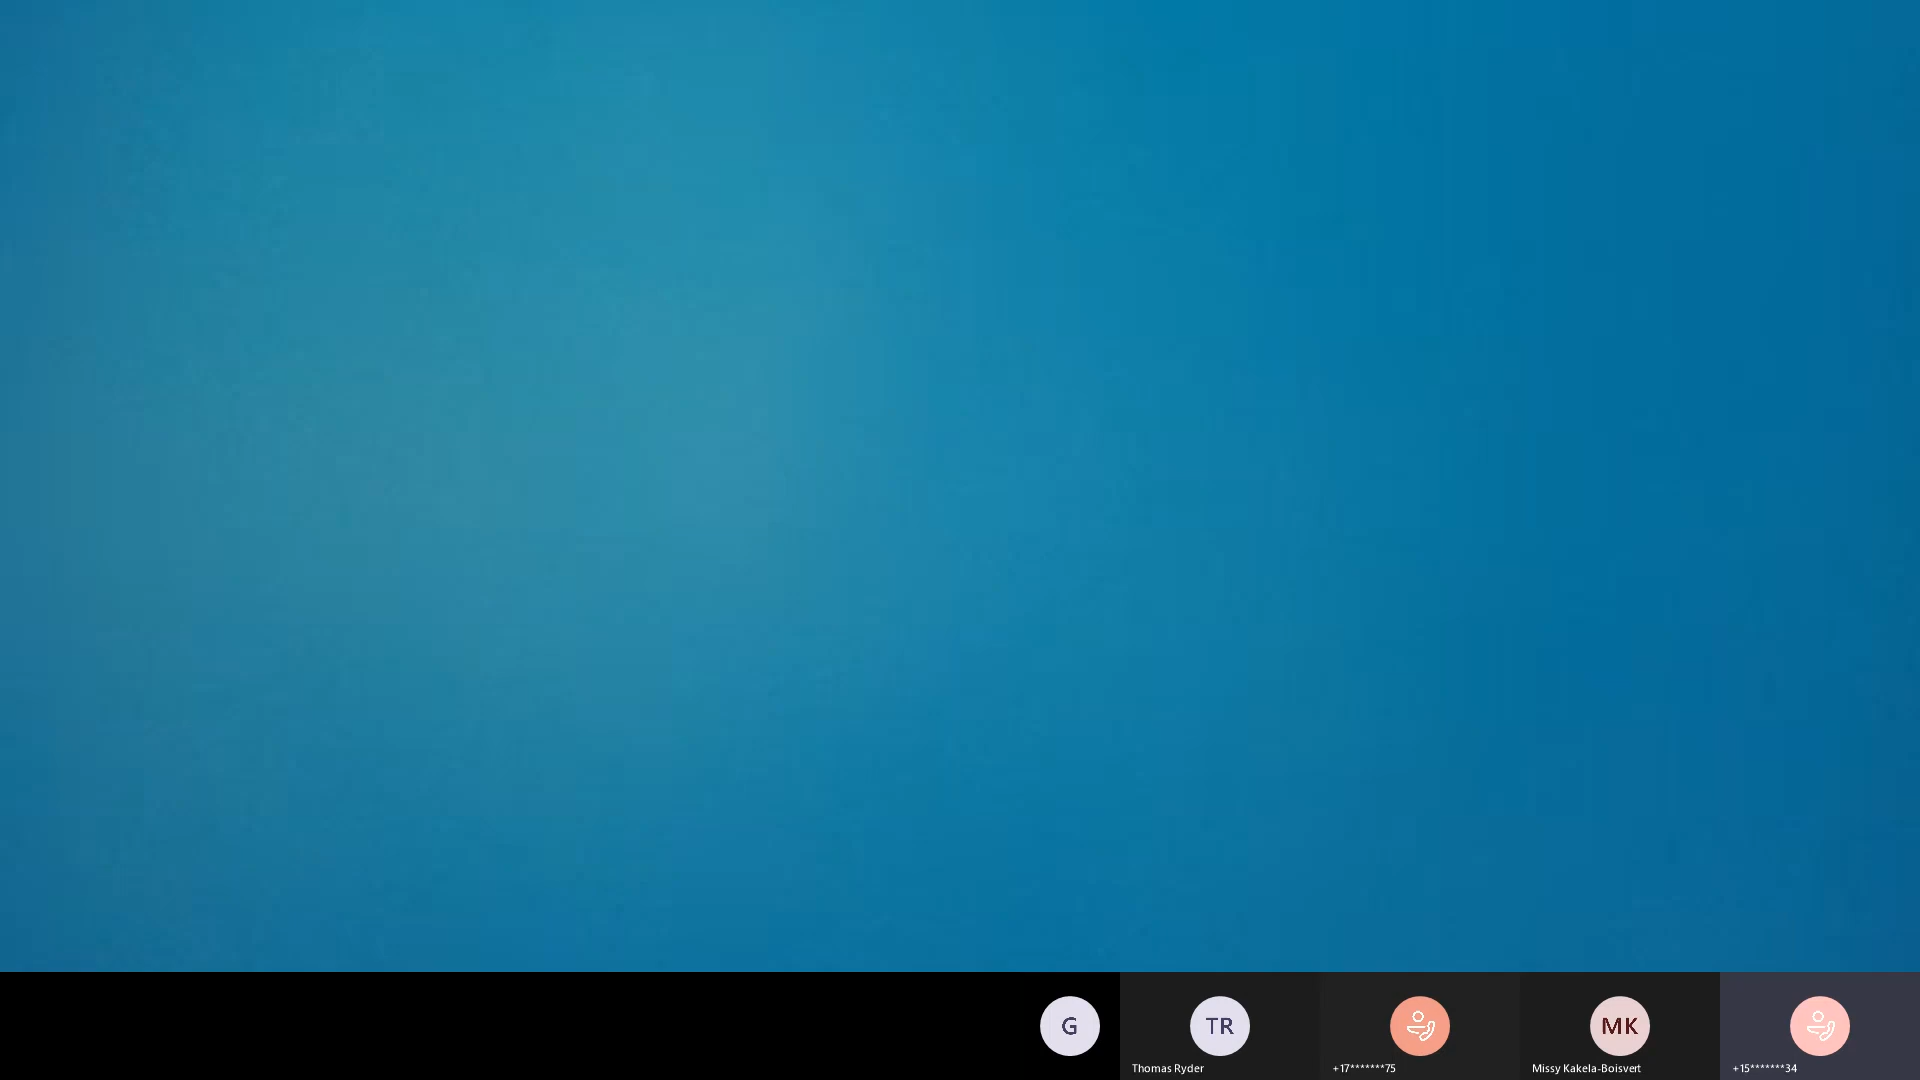 G
TR
MK
Thomas Ryder
+17*******75
Missy Kakela-Boisvert
+15*******34